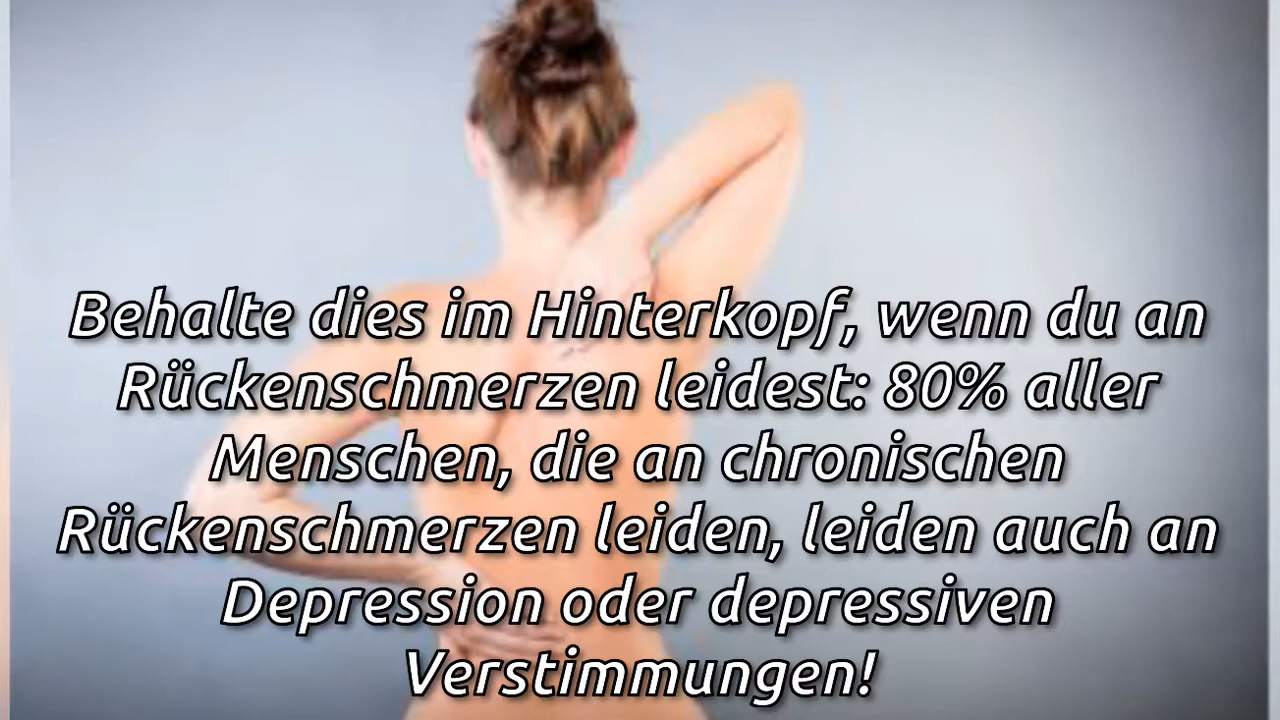 Behalte dies im Hinterkopf, wenn du an
Rückenschmerzen leidest: 80% aller
Menschen, die an chronischen
Rückenschmerzen leiden, leiden auch an
Depression oder depressiven
Verstimmungen!